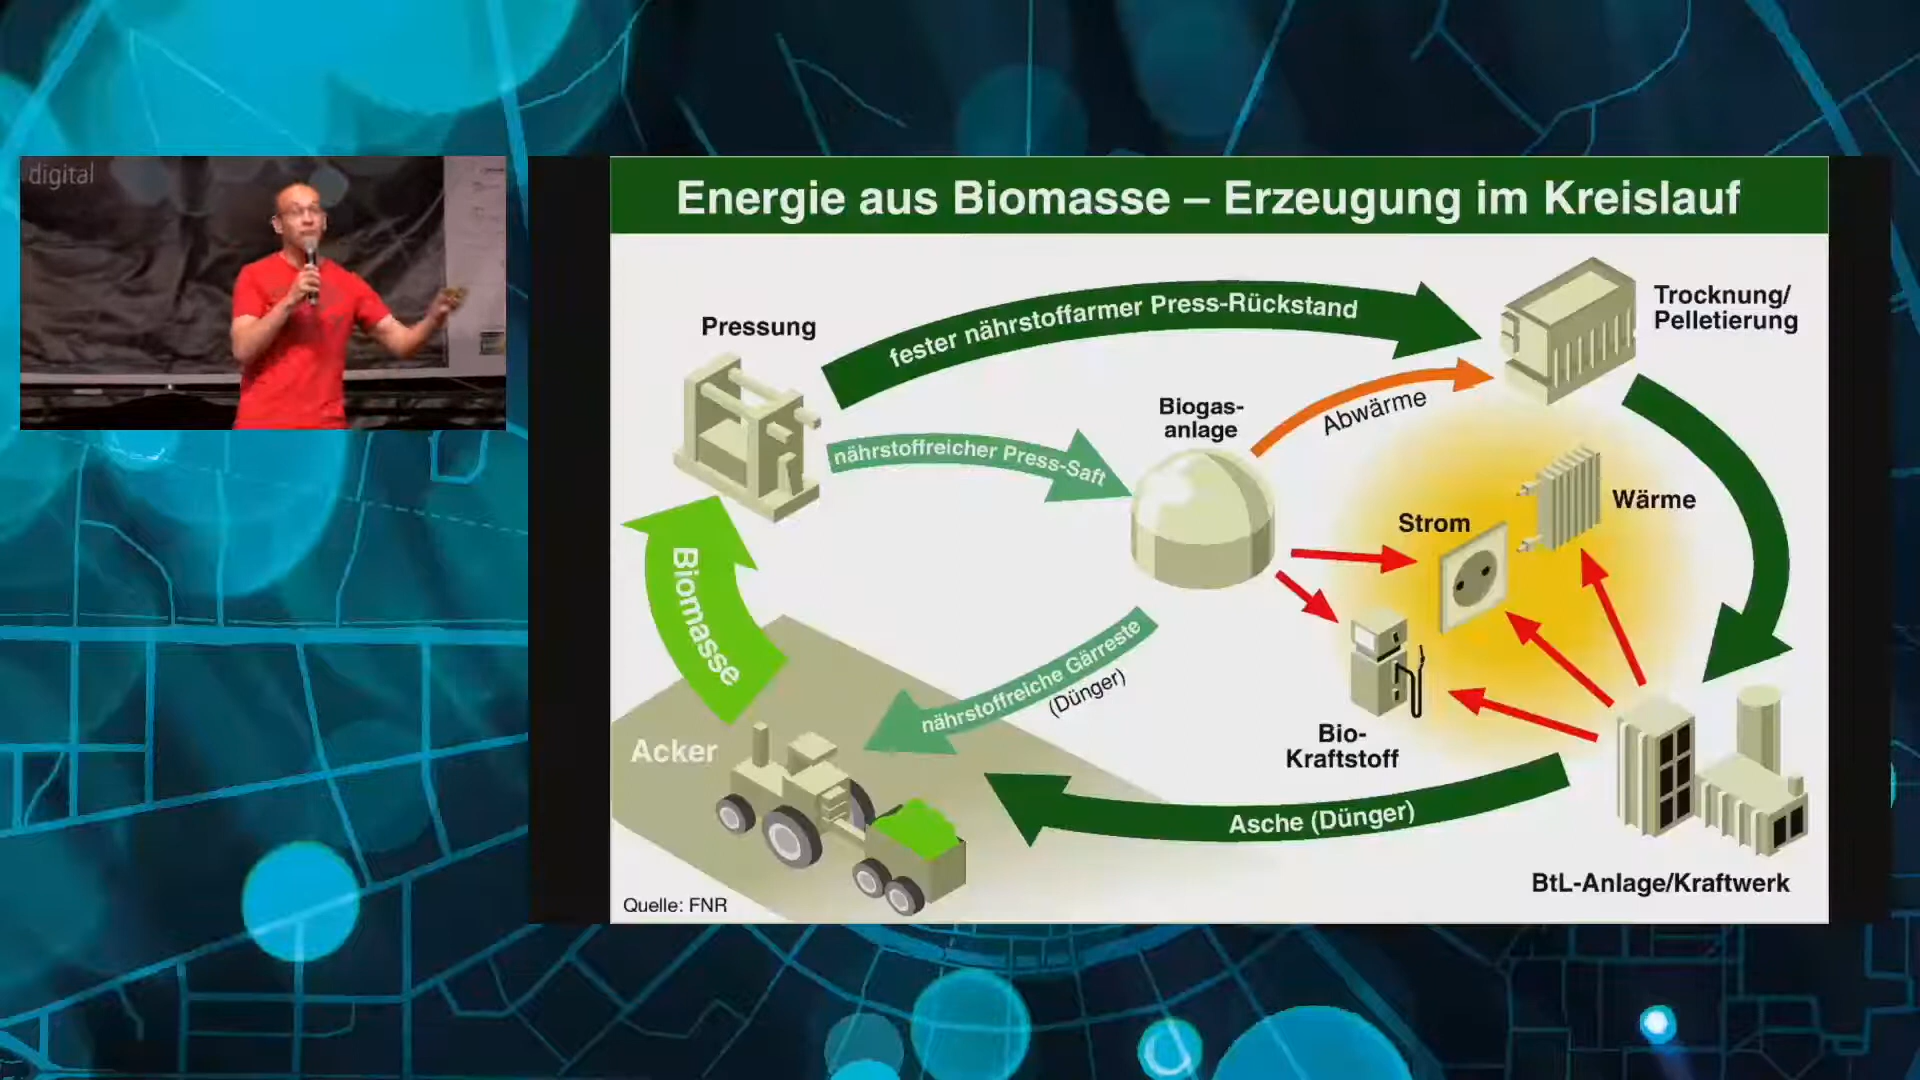 digital
Energie aus Biomasse – Erzeugung im Kreislauf
fester nährstoffarmer Press-Rückstand
Trocknung/
Pelletierung
Pressung
Biogas-
anlage
Abwärme
nährstoffreicher Press-Saft
Wärme
Strom
Biomasse
nährstoffreiche Gärreste
(Dünger)
Acker
Bio-
Kraftstoff
Asche (Dünger)
BtL-Anlage/Kraftwerk
Quelle: FNR